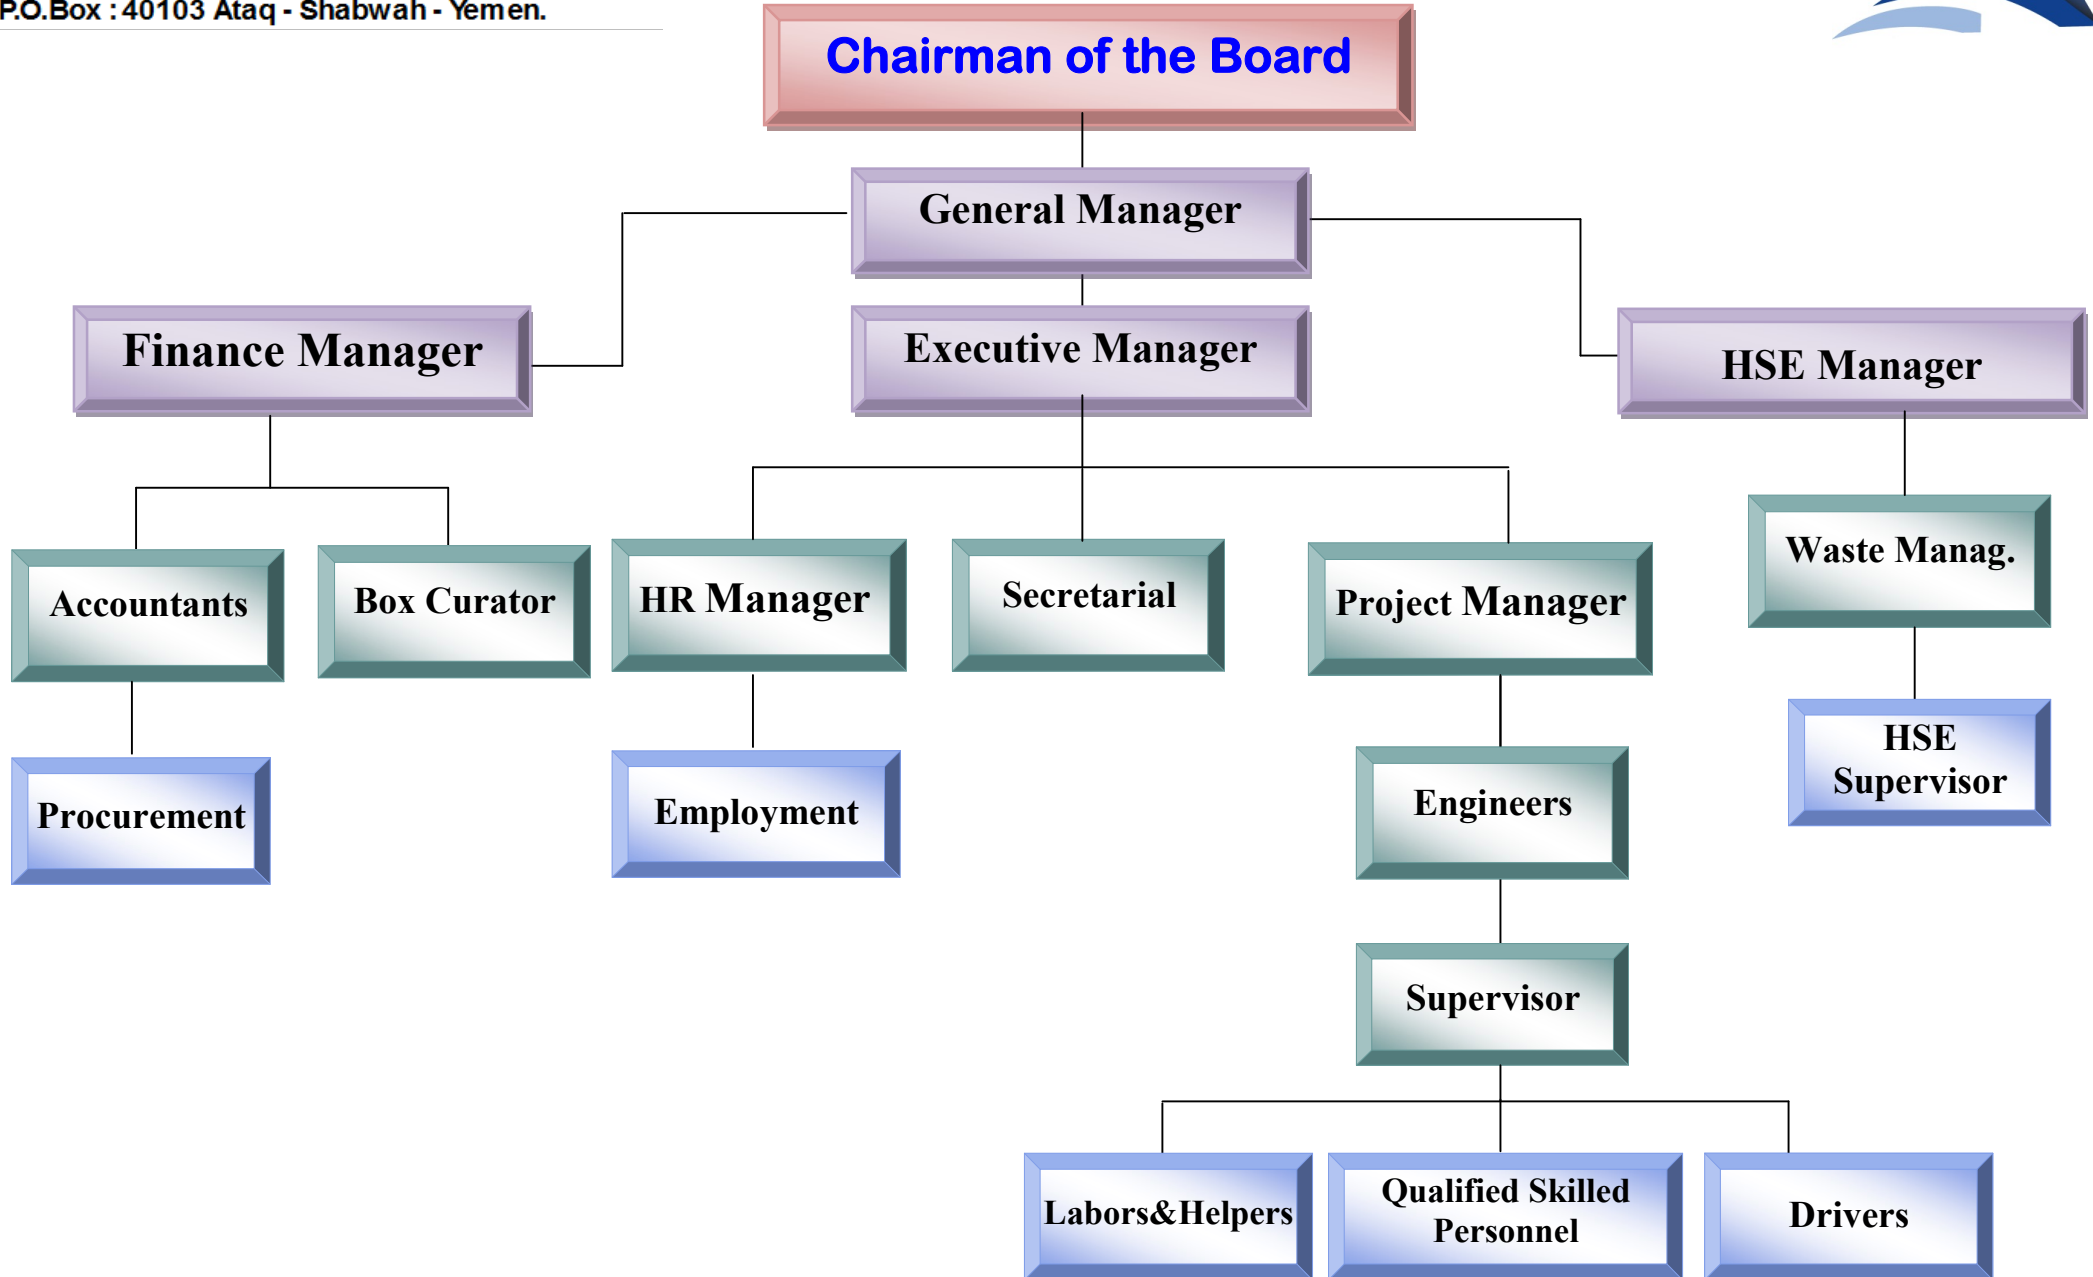 P.O.Box : 40103 Ataq - Shabwah - Yemen.
Chairman of the Board
General Manager
Finance Manager
Executive Manager
HSE Manager
Accountants
Box Curator
HR Manager
Secretarial
Project Manager
Waste Manag.
Procurement
Employment
Engineers
HSE
Supervisor
Supervisor
Labors&Helpers
Qualified Skilled
Personnel
Drivers